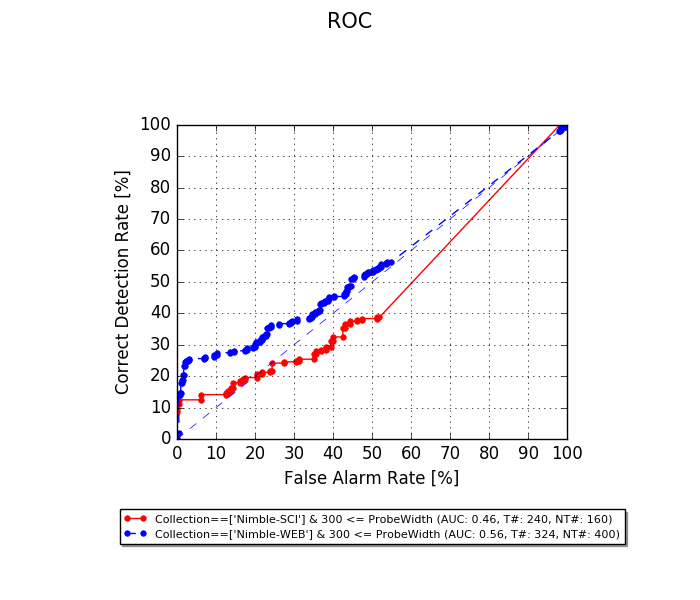 ROC
Correct Detection Rate [%]
100
90
80
70
60
50
40
30
20
10
0
0 10 20 30 40 50 60 70 80 90 100
False Alarm Rate [%]
Collection==['Nimble-SCI'] & 300 <= ProbeWidth (AUC: 0.46, T#: 240, NT#: 160)
Collection==['Nimble-WEB'] & 300 <= ProbeWidth (AUC: 0.56, T#: 324, NT#: 400)